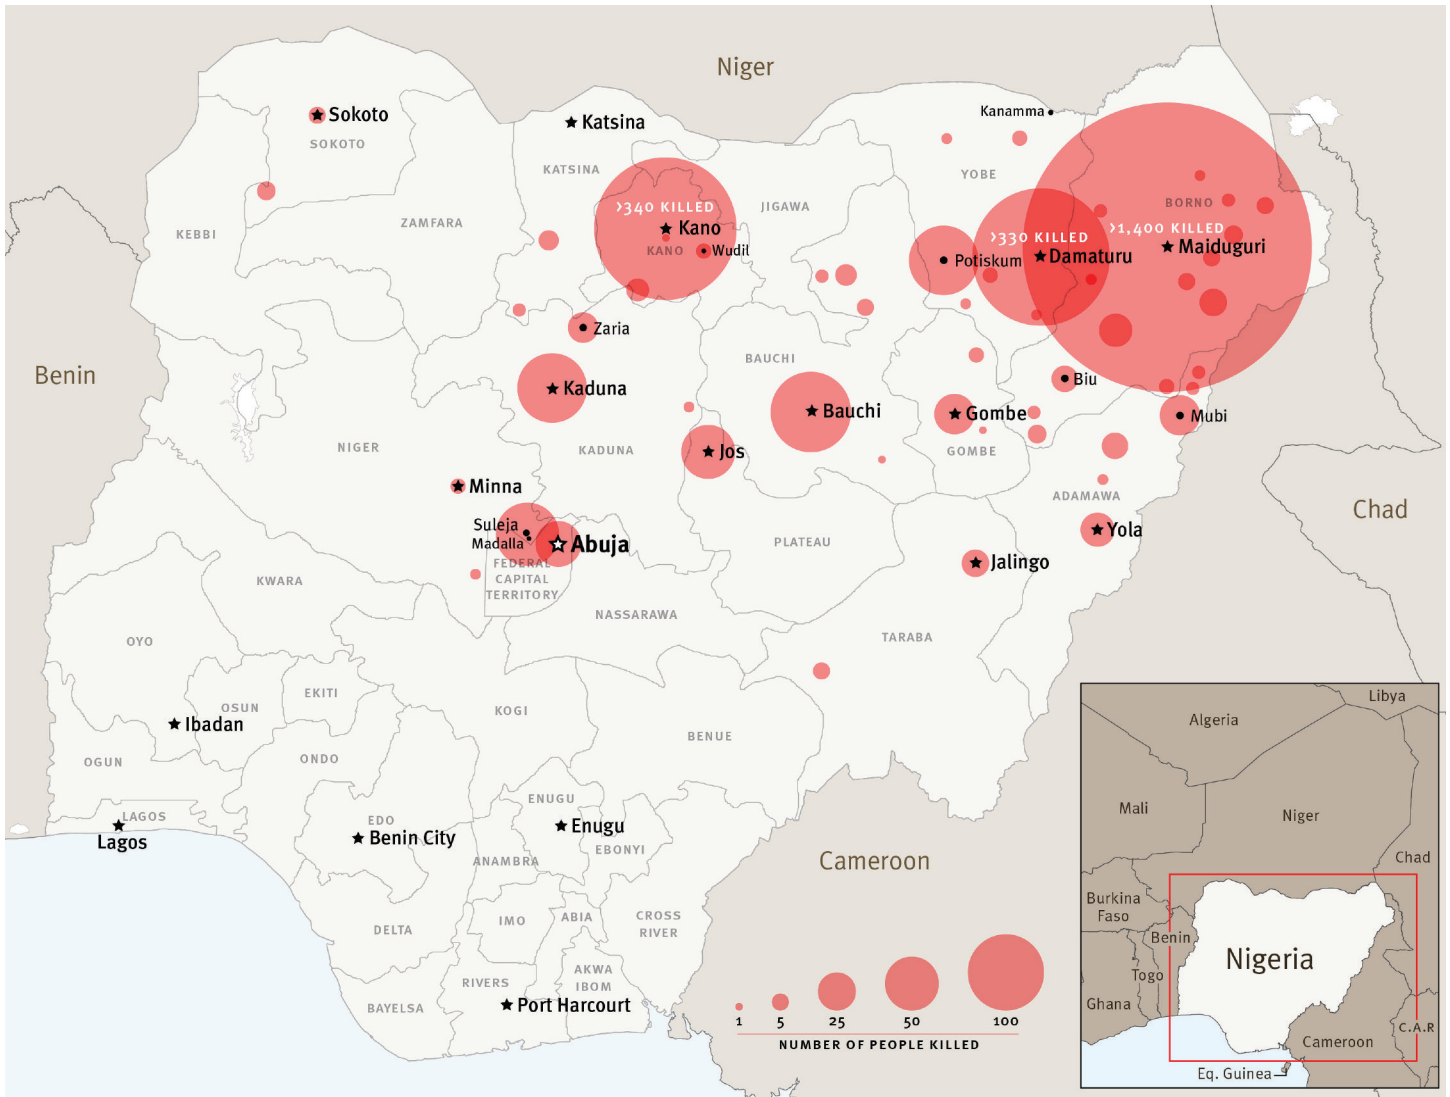 Niger
Kanamma
Sokoto
SOKOTO
Katsina
KATSINA
YOBE
ZAMFARA
KEBBI
>340 KILLED
Kano
KANO
Wudil
JIGAWA
BORNO
>1,400 KILLED
Maiduguri
>330 KILLED
Damaturu
Potiskum
Zaria
Benin
BAUCHI
Kaduna
Bauchi
Biu
Gombe
Mubi
NIGER
KADUNA
Jos
GOMBE
Minna
ADAMAWA
Chad
Suleja
Madalla
Abuja
FEDERAL
CAPITAL
TERRITORY
PLATEAU
Yola
Jalingo
KWARA
NASSARAWA
OYO
TARABA
EKITI
OSUN
Ibadan
KOGI
BENUE
OGUN
ONDO
LAGOS
Lagos
EDO
Benin City
ENUGU
Enugu
EBONYI
ANAMBRA
Cameroon
DELTA
IMO
ABIA
CROSS
RIVER
AKWA
IBOM
RIVERS
BAYELSA
Port Harcourt
1
5
25
50
100
NUMBER OF PEOPLE KILLED
Libya
Algeria
Mali
Niger
Chad
Burkina
Faso
Benin
Togo
Ghana
Nigeria
C.A.R
Cameroon
Eq. Guinea